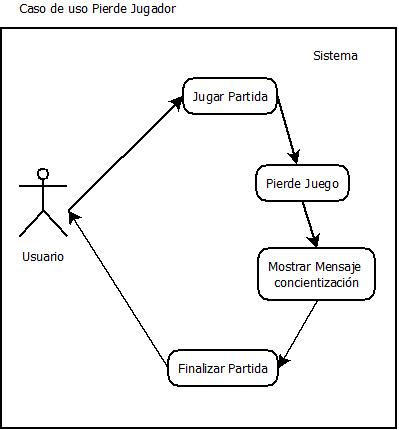 Caso de uso Pierde Jugador
Sistema
Jugar Partida
Pierde Juego
Usuario
Mostrar Mensaje
concientización
Finalizar Partida